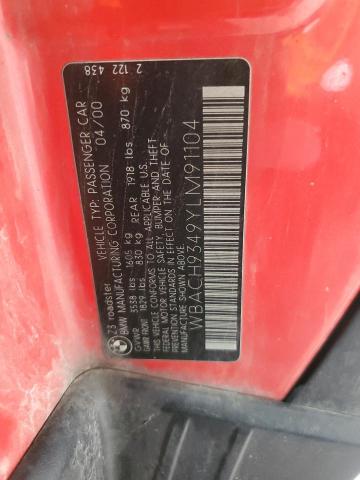 Z3 roadster VEHICLE TYP: PASSENGER CAR 2 122 438
BMW MANUFACTURING CORPORATION 04/00
GVWR 3538 lbs 1605 kg
GAWR FRONT 1829 lbs 830 kg REAR 1918 lbs 870 kg
THIS VEHICLE CONFORMS TO ALL APPLICABLE
FEDERAL MOTOR VEHICLE SAFETY, BUMPER, AND THEFT
PREVENTION STANDARDS IN EFFECT ON THE DATE OF
MANUFACTURE SHOWN ABOVE.
WBACH9349YLM91104